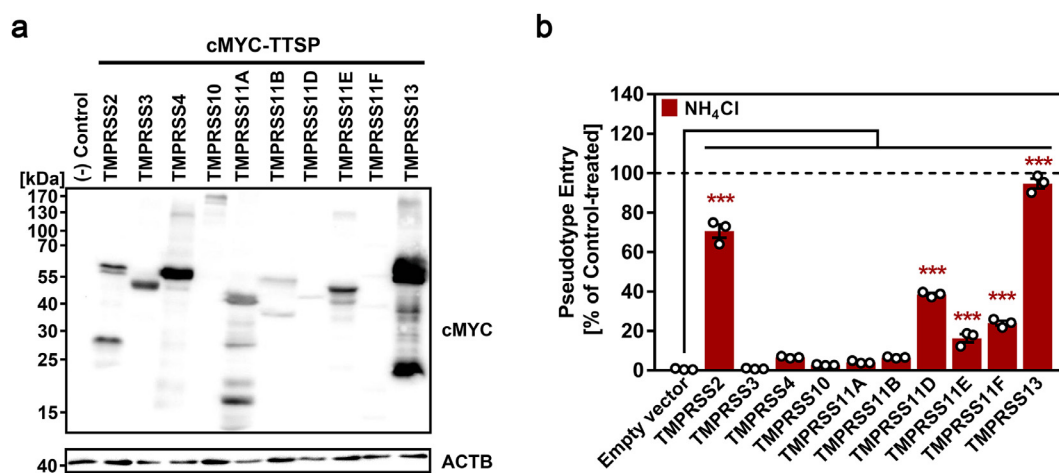 a
cMYC-TTSP
(-) Control
TMPRSS2
TMPRSS3
TMPRSS4
TMPRSS10
TMPRSS11A
TMPRSS11B
TMPRSS11D
TMPRSS11E
TMPRSS11F
TMPRSS13
[kDa]
170
130
100
70
55
40
35
25
15
cMYC
40
ACTB
b
Pseudotype Entry
[% of Control-treated]
140
120
100
80
60
40
20
0
NH₄Cl
***
***
***
***
***
Empty vector
TMPRSS2
TMPRSS3
TMPRSS4
TMPRSS10
TMPRSS11A
TMPRSS11B
TMPRSS11D
TMPRSS11E
TMPRSS11F
TMPRSS13